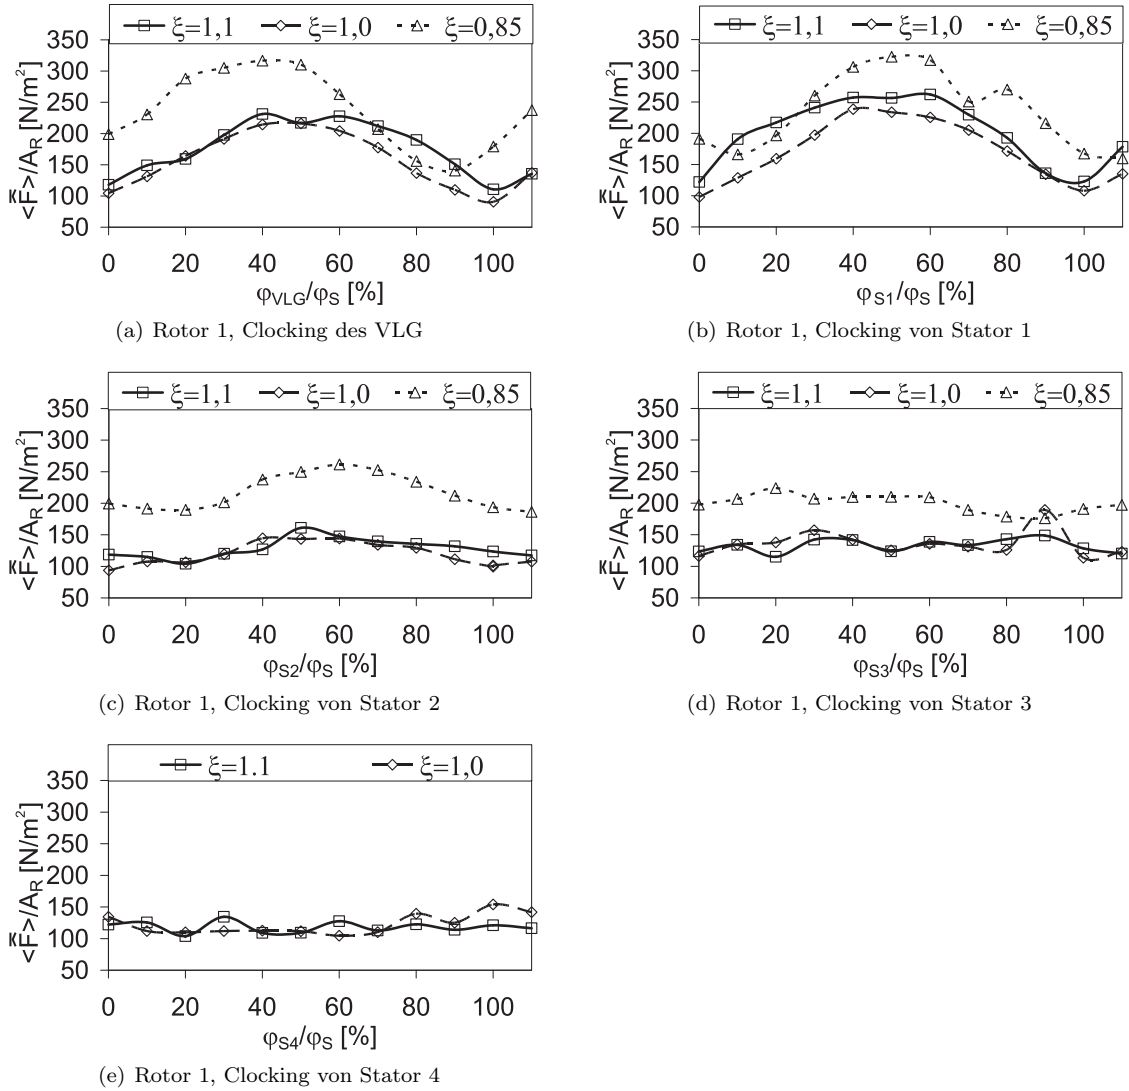 ξ=1,1 ξ=1,0 ξ=0,85
350
300
250
200
150
100
50
<F̃>/A_R [N/m²]
0 20 40 60 80 100
φ_VLG/φ_S [%]
(a) Rotor 1, Clocking des VLG
ξ=1,1 ξ=1,0 ξ=0,85
350
300
250
200
150
100
50
<F̃>/A_R [N/m²]
0 20 40 60 80 100
φ_S1/φ_S [%]
(b) Rotor 1, Clocking von Stator 1
ξ=1,1 ξ=1,0 ξ=0,85
350
300
250
200
150
100
50
<F̃>/A_R [N/m²]
0 20 40 60 80 100
φ_S2/φ_S [%]
(c) Rotor 1, Clocking von Stator 2
ξ=1,1 ξ=1,0 ξ=0,85
350
300
250
200
150
100
50
<F̃>/A_R [N/m²]
0 20 40 60 80 100
φ_S3/φ_S [%]
(d) Rotor 1, Clocking von Stator 3
ξ=1.1 ξ=1,0
350
300
250
200
150
100
50
<F̃>/A_R [N/m²]
0 20 40 60 80 100
φ_S4/φ_S [%]
(e) Rotor 1, Clocking von Stator 4